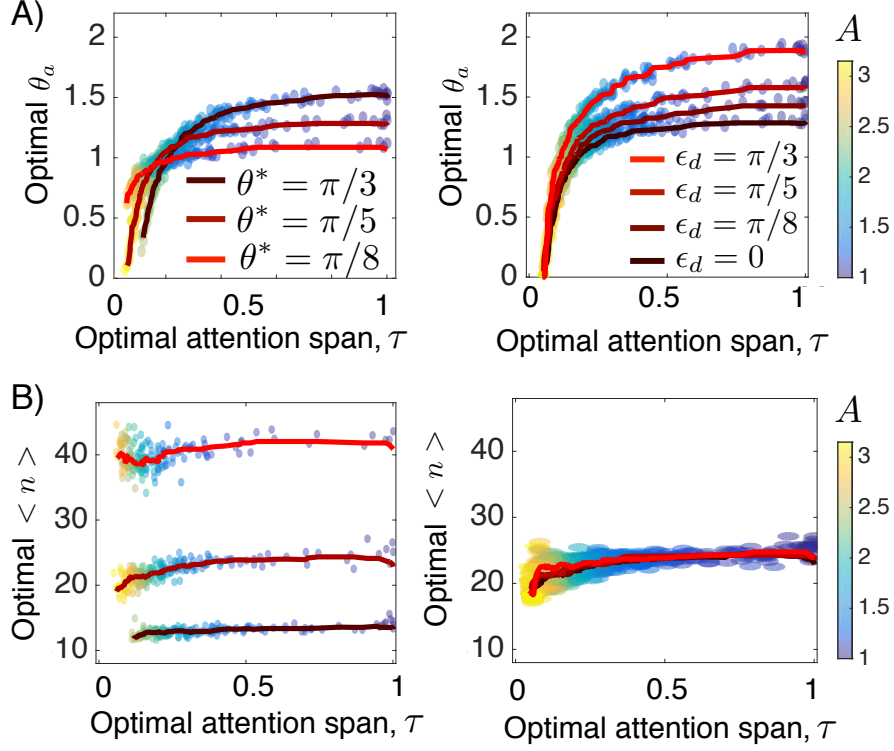 A)
Optimal θ_a
2
1.5
1
0.5
0
θ* = π/3
θ* = π/5
θ* = π/8
0
0.5
1
Optimal attention span, τ
Optimal θ_a
2
1.5
1
0.5
0
ϵ_d = π/3
ϵ_d = π/5
ϵ_d = π/8
ϵ_d = 0
0
0.5
1
Optimal attention span, τ
A
3
2.5
2
1.5
1
B)
Optimal < n >
40
30
20
10
0
0.5
1
Optimal attention span, τ
Optimal < n >
40
30
20
10
0
0.5
1
Optimal attention span, τ
A
3
2.5
2
1.5
1